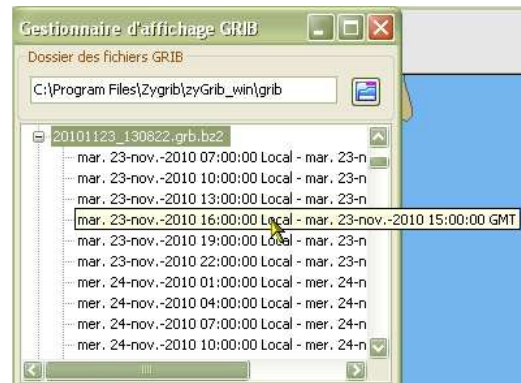 Gestionnaire d'affichage GRIB
Dossier des fichiers GRIB
C:\Program Files\Zygrib\zyGrib_win\grib
20101123_130822.grb.bz2
mar. 23-nov.-2010 07:00:00 Local - mar. 23-n
mar. 23-nov.-2010 10:00:00 Local - mar. 23-n
mar. 23-nov.-2010 13:00:00 Local - mar. 23-n
mar. 23-nov.-2010 16:00:00 Local - mar. 23-nov.-2010 15:00:00 GMT
mar. 23-nov.-2010 19:00:00 Local - mar. 23-n
mar. 23-nov.-2010 22:00:00 Local - mar. 23-n
mer. 24-nov.-2010 01:00:00 Local - mer. 24-n
mer. 24-nov.-2010 04:00:00 Local - mer. 24-n
mer. 24-nov.-2010 07:00:00 Local - mer. 24-n
mer. 24-nov.-2010 10:00:00 Local - mer. 24-n